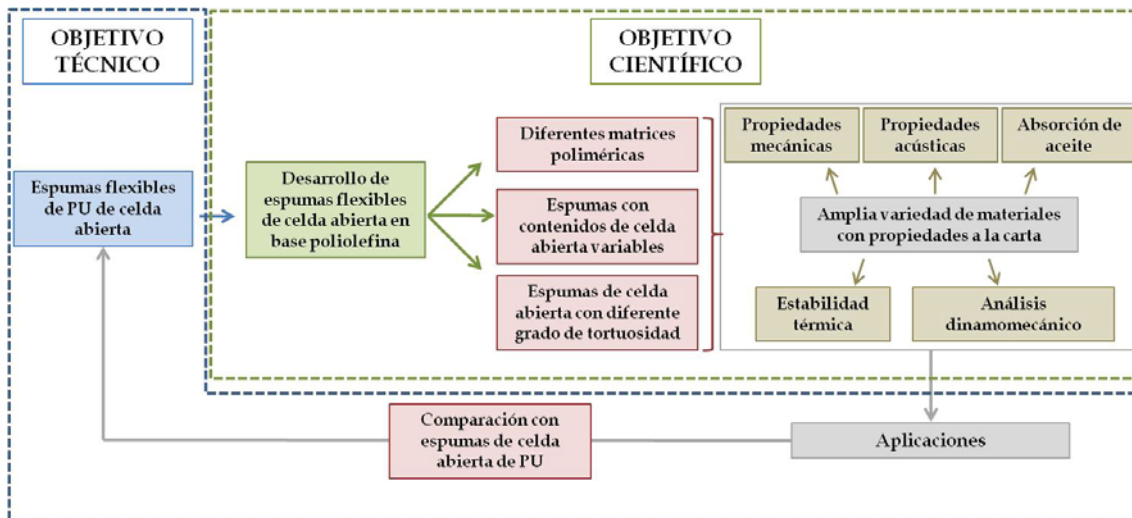 OBJETIVO
TÉCNICO
OBJETIVO
CIENTÍFICO
Espumas flexibles
de PU de celda
abierta
Desarrollo de
espumas flexibles
de celda abierta en
base poliolefina
Diferentes matrices
poliméricas
Espumas con
contenidos de celda
abierta variables
Espumas de celda
abierta con diferente
grado de tortuosidad
Propiedades
mecánicas
Propiedades
acústicas
Absorción de
aceite
Amplia variedad de materiales
con propiedades a la carta
Estabilidad
térmica
Análisis
dinamomecánico
Comparación con
espumas de celda
abierta de PU
Aplicaciones